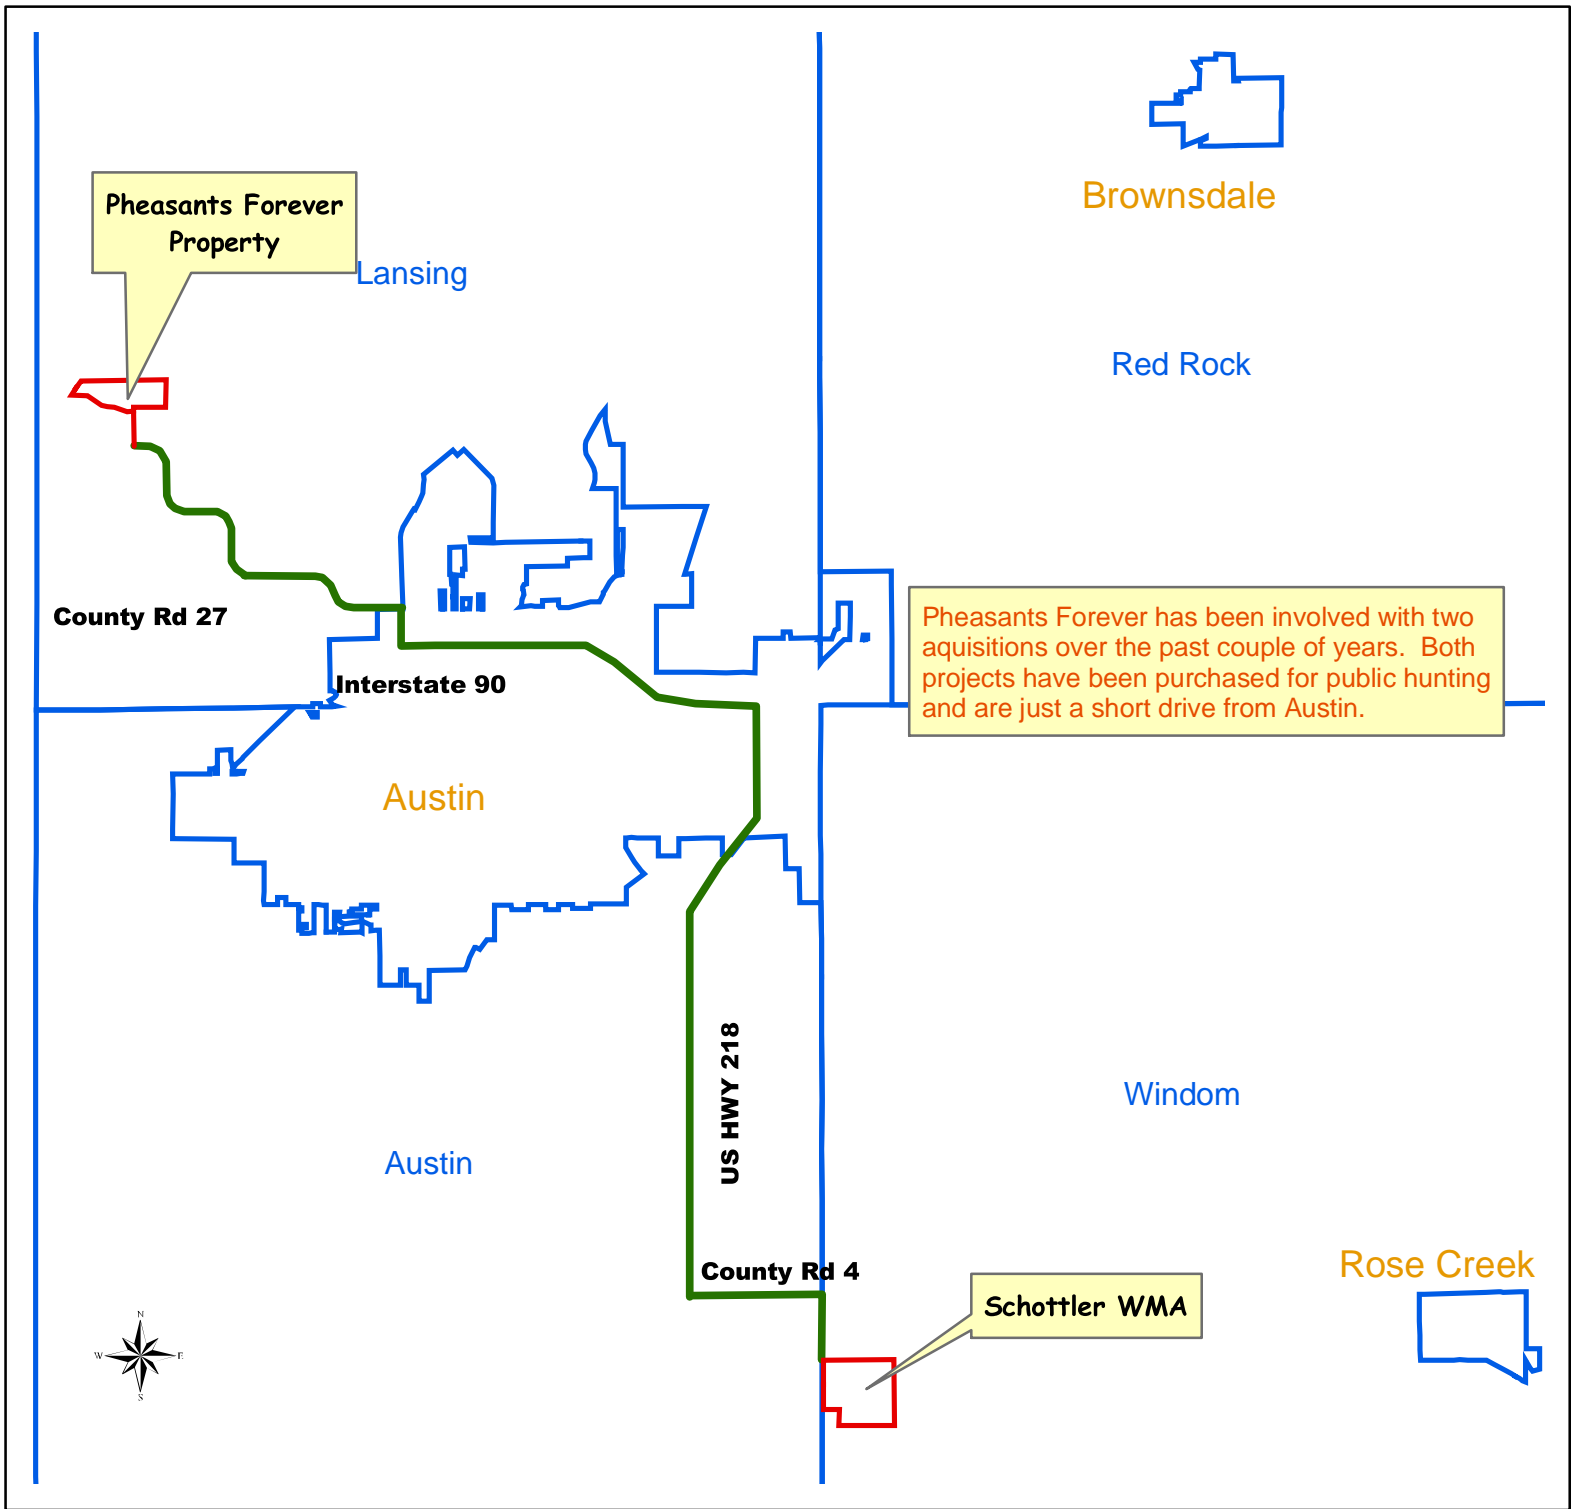 Brownsdale
Pheasants Forever
Property
Lansing
Red Rock
County Rd 27
Pheasants Forever has been involved with two
aquisitions over the past couple of years.  Both
projects have been purchased for public hunting
and are just a short drive from Austin.
Interstate 90
Austin
US HWY 218
Windom
Austin
Rose Creek
County Rd 4
Schottler WMA
N
W
E
S